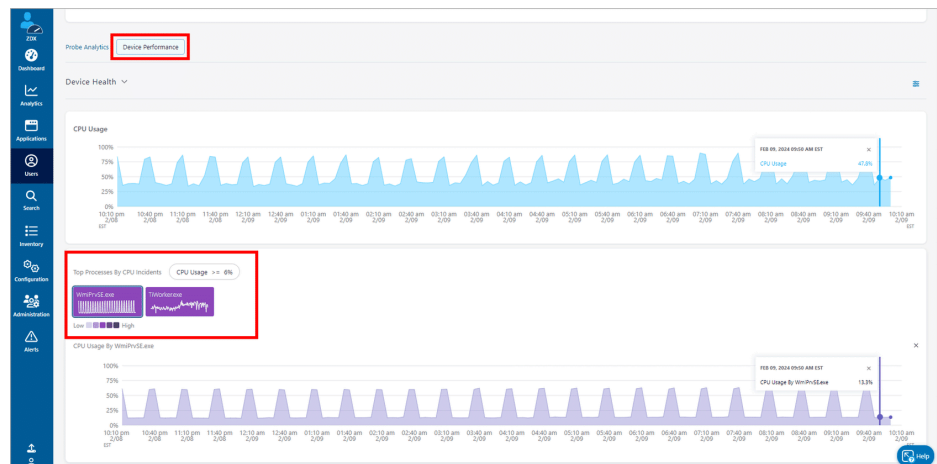 ZDX
Dashboard
Analytics
Applications
Users
Search
Inventory
Configuration
Administration
Alerts
Probe Analytics
Device Performance
Device Health
CPU Usage
100%
75%
50%
25%
0%
FEB 09, 2024 09:50 AM EST
CPU Usage 47.8%
10:10 pm 10:40 pm 11:10 pm 11:40 pm 12:10 am 12:40 am 01:10 am 01:40 am 02:10 am 02:40 am 03:10 am 03:40 am 04:10 am 04:40 am 05:10 am 05:40 am 06:10 am 06:40 am 07:10 am 07:40 am 08:10 am 08:40 am 09:10 am 09:40 am 10:10 am
2/08 2/08 2/08 2/08 2/09 2/09 2/09 2/09 2/09 2/09 2/09 2/09 2/09 2/09 2/09 2/09 2/09 2/09 2/09 2/09 2/09 2/09 2/09 2/09 2/09
EST EST
Top Processes By CPU Incidents
CPU Usage >= 6%
WmiPrvSE.exe
TiWorker.exe
Low High
CPU Usage By WmiPrvSE.exe
100%
75%
50%
25%
0%
FEB 09, 2024 09:50 AM EST
CPU Usage By WmiPrvSE.exe 13.3%
10:10 pm 10:40 pm 11:10 pm 11:40 pm 12:10 am 12:40 am 01:10 am 01:40 am 02:10 am 02:40 am 03:10 am 03:40 am 04:10 am 04:40 am 05:10 am 05:40 am 06:10 am 06:40 am 07:10 am 07:40 am 08:10 am 08:40 am 09:10 am 09:40 am 10:10 am
2/08 2/08 2/08 2/08 2/09 2/09 2/09 2/09 2/09 2/09 2/09 2/09 2/09 2/09 2/09 2/09 2/09 2/09 2/09 2/09 2/09 2/09 2/09 2/09 2/09
EST EST
Help